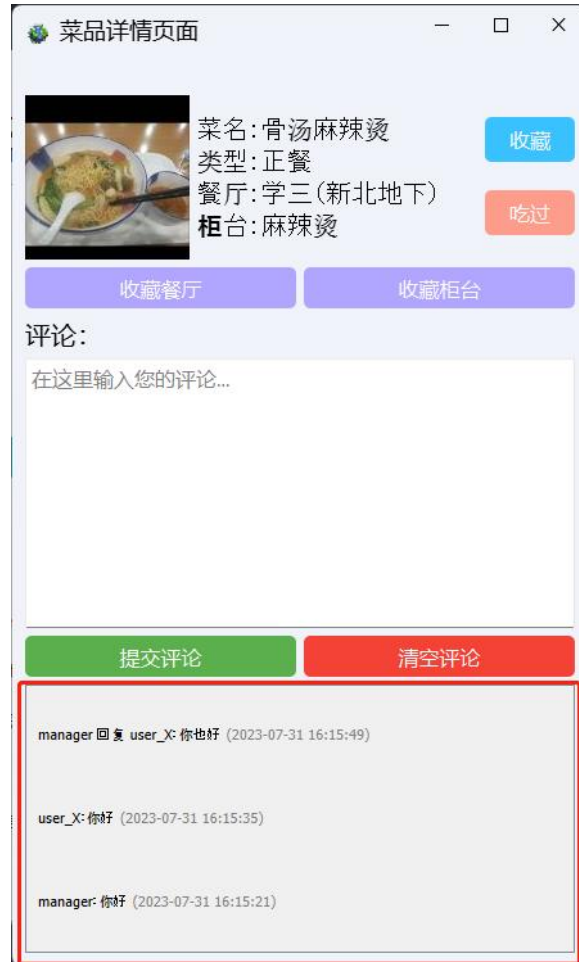 菜品详情页面
菜名:骨汤麻辣烫
类型:正餐
餐厅:学三(新北地下)
柜台:麻辣烫
收藏
吃过
收藏餐厅
收藏柜台
评论:
在这里输入您的评论...
提交评论
清空评论
manager 回复 user_X: 你也好 (2023-07-31 16:15:49)
user_X: 你好 (2023-07-31 16:15:35)
manager: 你好 (2023-07-31 16:15:21)